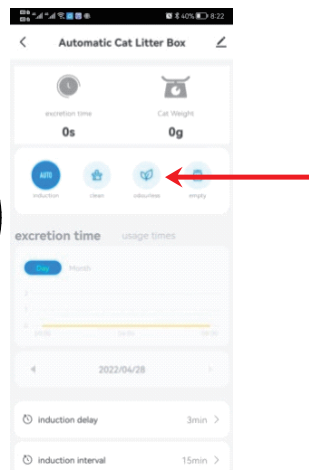 40% 8:22
Automatic Cat Litter Box
excretion time Cat Weight
0s 0g
AUTO
induction clean odourless empty
excretion time usage times
Day Month
2022/04/28
induction delay 3min
induction interval 15min